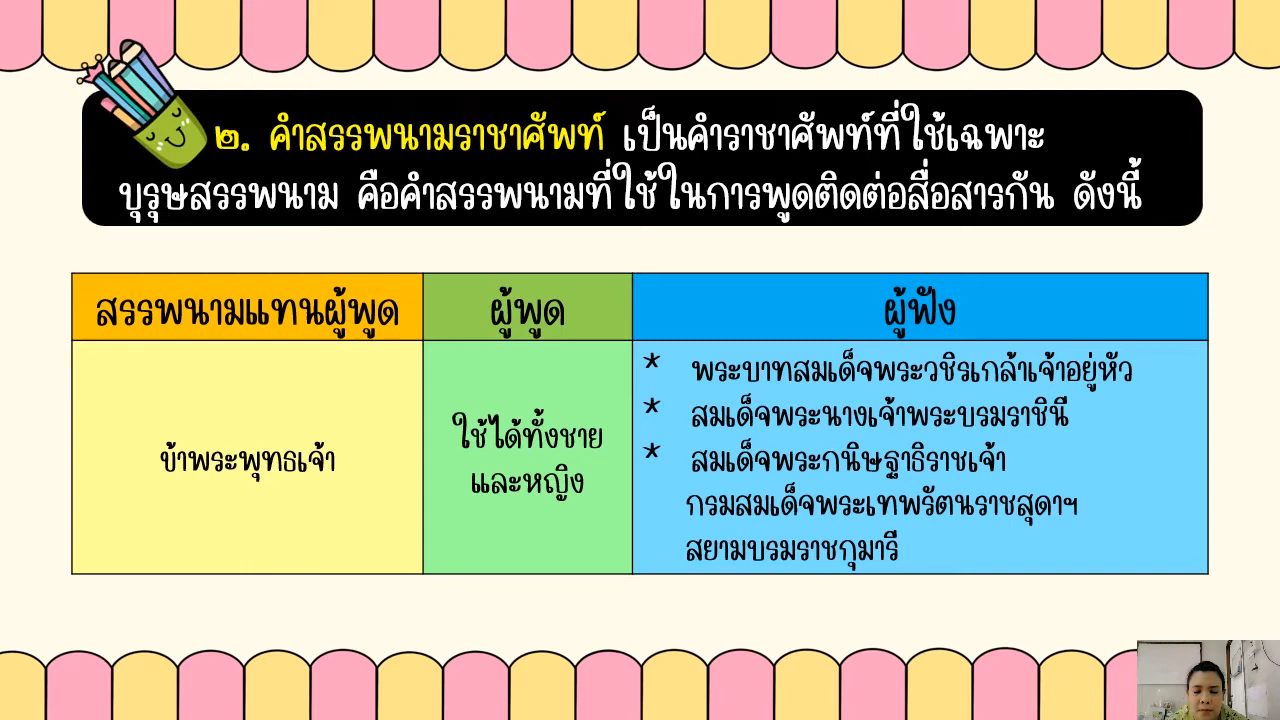 ๒. คำสรรพนามราชาศัพท์ เป็นคำราชาศัพท์ที่ใช้เฉพาะ
บุรุษสรรพนาม คือคำสรรพนามที่ใช้ในการพูดติดต่อสื่อสารกัน ดังนี้
สรรพนามแทนผู้พูด ผู้พูด ผู้ฟัง
ข้าพระพุทธเจ้า
ใช้ได้ทั้งชาย
และหญิง
* พระบาทสมเด็จพระวชิรเกล้าเจ้าอยู่หัว
* สมเด็จพระนางเจ้าพระบรมราชินี
* สมเด็จพระกนิษฐาธิราชเจ้า
กรมสมเด็จพระเทพรัตนราชสุดาฯ
สยามบรมราชกุมารี